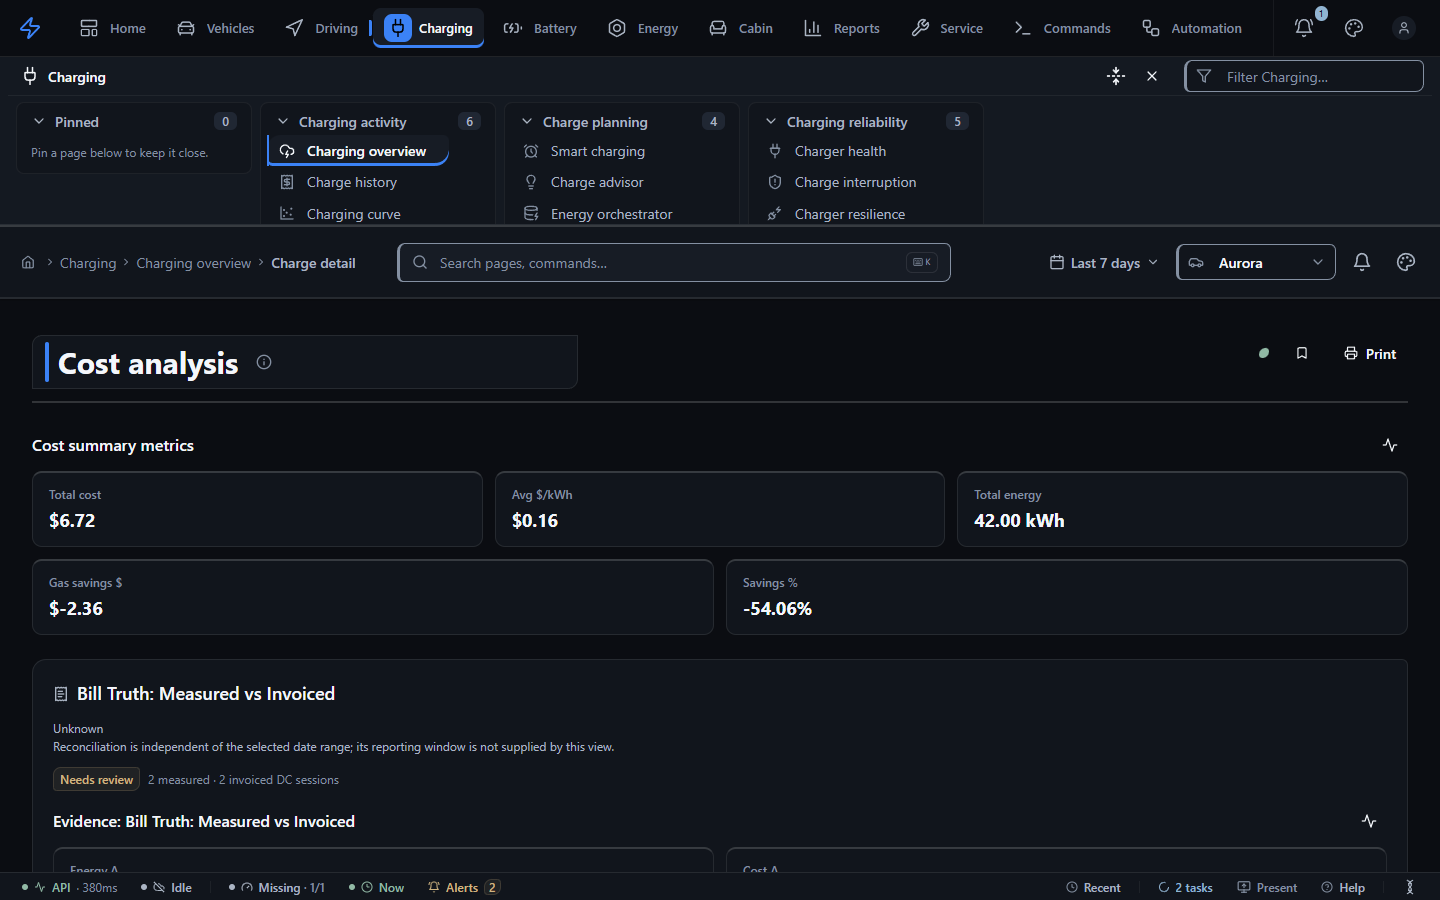 Home
Vehicles
Driving
Charging
Battery
Energy
Cabin
Reports
Service
Commands
Automation
1
Charging
Filter Charging...
Pinned
0
Pin a page below to keep it close.
Charging activity
6
Charging overview
Charge history
Charging curve
Charge planning
4
Smart charging
Charge advisor
Energy orchestrator
Charging reliability
5
Charger health
Charge interruption
Charger resilience
Charging
Charging overview
Charge detail
Search pages, commands...
K
Last 7 days
Aurora
Cost analysis
Print
Cost summary metrics
Total cost
$6.72
Avg $/kWh
$0.16
Total energy
42.00 kWh
Gas savings $
$-2.36
Savings %
-54.06%
Bill Truth: Measured vs Invoiced
Unknown
Reconciliation is independent of the selected date range; its reporting window is not supplied by this view.
Needs review
2 measured · 2 invoiced DC sessions
Evidence: Bill Truth: Measured vs Invoiced
Energy Δ
Cost Δ
API · 380ms
Idle
Missing · 1/1
Now
Alerts 2
Recent
2 tasks
Present
Help